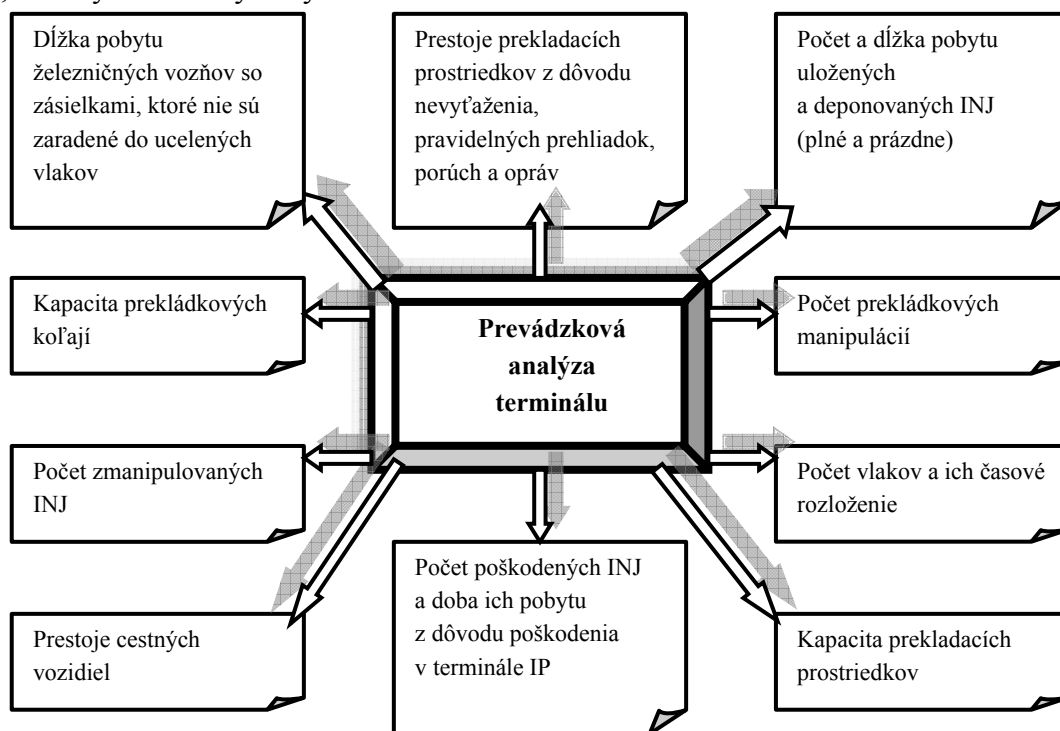 Dĺžka pobytu
železničných vozňov so
zásielkami, ktoré nie sú
zaradené do ucelených
vlakov
Prestoje prekladacích
prostriedkov z dôvodu
nevyťaženia,
pravidelných prehliadok,
porúch a opráv
Počet a dĺžka pobytu
uložených
a deponovaných INJ
(plné a prázdne)
Kapacita prekládkových
koľají
Prevádzková
analýza
terminálu
Počet prekládkových
manipulácií
Počet zmanipulovaných
INJ
Počet vlakov a ich časové
rozloženie
Prestoje cestných
vozidiel
Počet poškodených INJ
a doba ich pobytu
z dôvodu poškodenia
v terminále IP
Kapacita prekladacích
prostriedkov